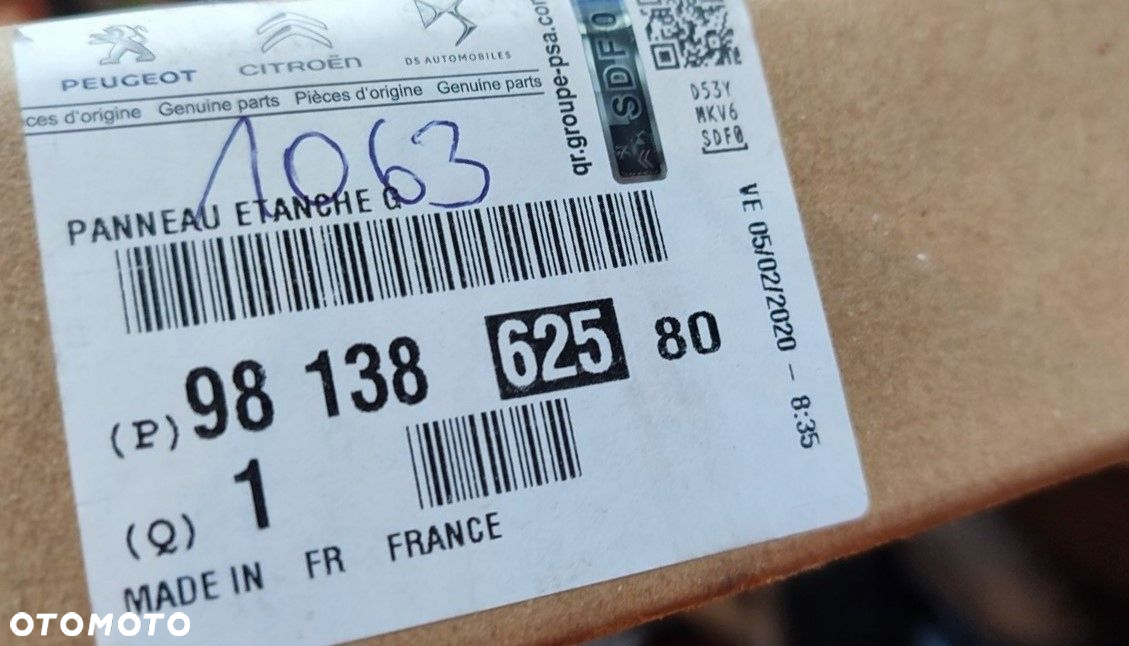 PEUGEOT CITROËN DS AUTOMOBILES
ces d'origine Genuine parts Pièces d'origine Genuine parts
1063
PANNEAU ETANCHE G
(P) 98 138 625 80
(Q) 1
MADE IN FR FRANCE
qr.groupe-psa.com
SDF0
D53Y
MKV6
SDF0
VE 05/02/2020 - 8:35
OTOMOTO